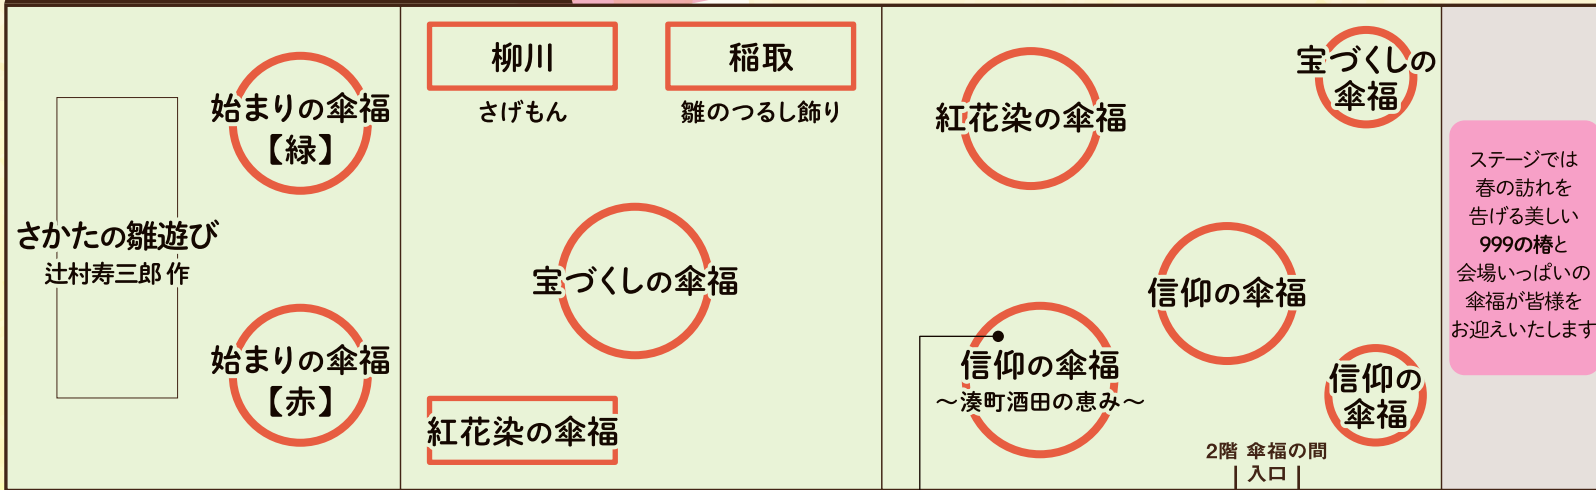 さかたの雛遊び
辻村寿三郎 作
始まりの傘福
【緑】
始まりの傘福
【赤】
柳川
さげもん
稲取
雛のつるし飾り
宝づくしの傘福
紅花染の傘福
紅花染の傘福
宝づくしの
傘福
信仰の傘福
信仰の傘福
～湊町酒田の恵み～
信仰の
傘福
2階 傘福の間
入口
ステージでは
春の訪れを
告げる美しい
999の椿と
会場いっぱいの
傘福が皆様を
お迎えいたします